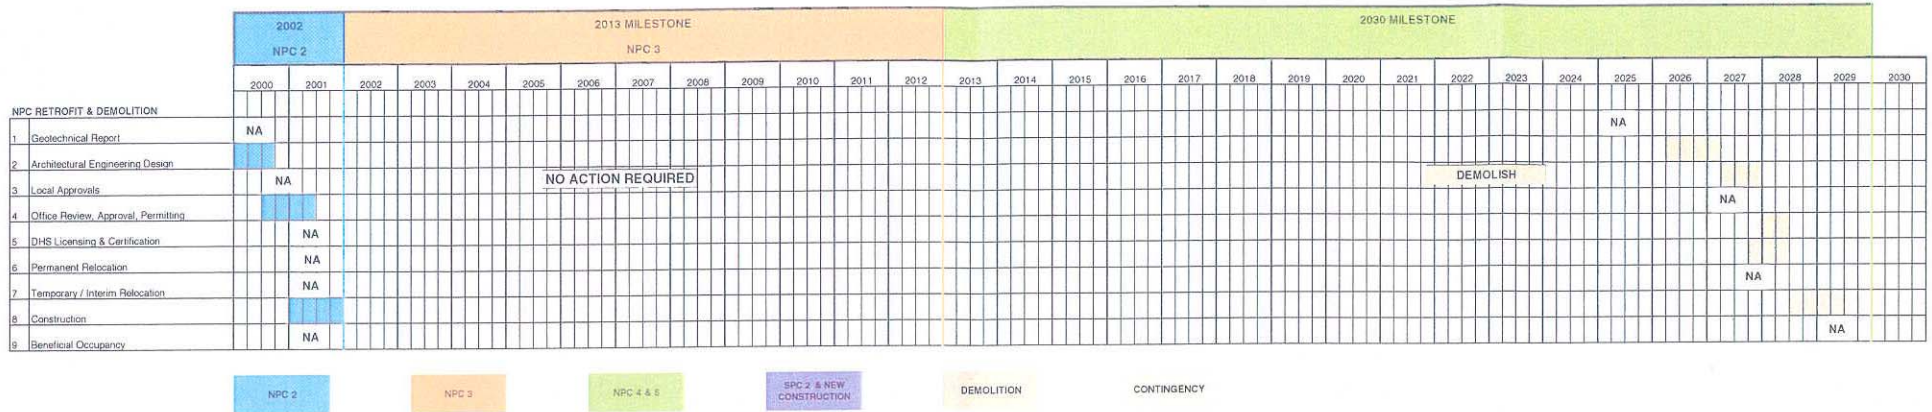 2002
2013 MILESTONE
2030 MILESTONE
NPC 2
NPC 3
2000 2001 2002 2003 2004 2005 2006 2007 2008 2009 2010 2011 2012 2013 2014 2015 2016 2017 2018 2019 2020 2021 2022 2023 2024 2025 2026 2027 2028 2029 2030
NPC RETROFIT & DEMOLITION
1 Geotechnical Report NA NA
2 Architectural Engineering Design
3 Local Approvals NA NO ACTION REQUIRED DEMOLISH
4 Office Review, Approval, Permitting NA
5 DHS Licensing & Certification NA
6 Permanent Relocation NA
7 Temporary / Interim Relocation NA NA
8 Construction
9 Beneficial Occupancy NA NA
NPC 2
NPC 3
NPC 4 & 5
SPC 2 & NEW
CONSTRUCTION
DEMOLITION
CONTINGENCY